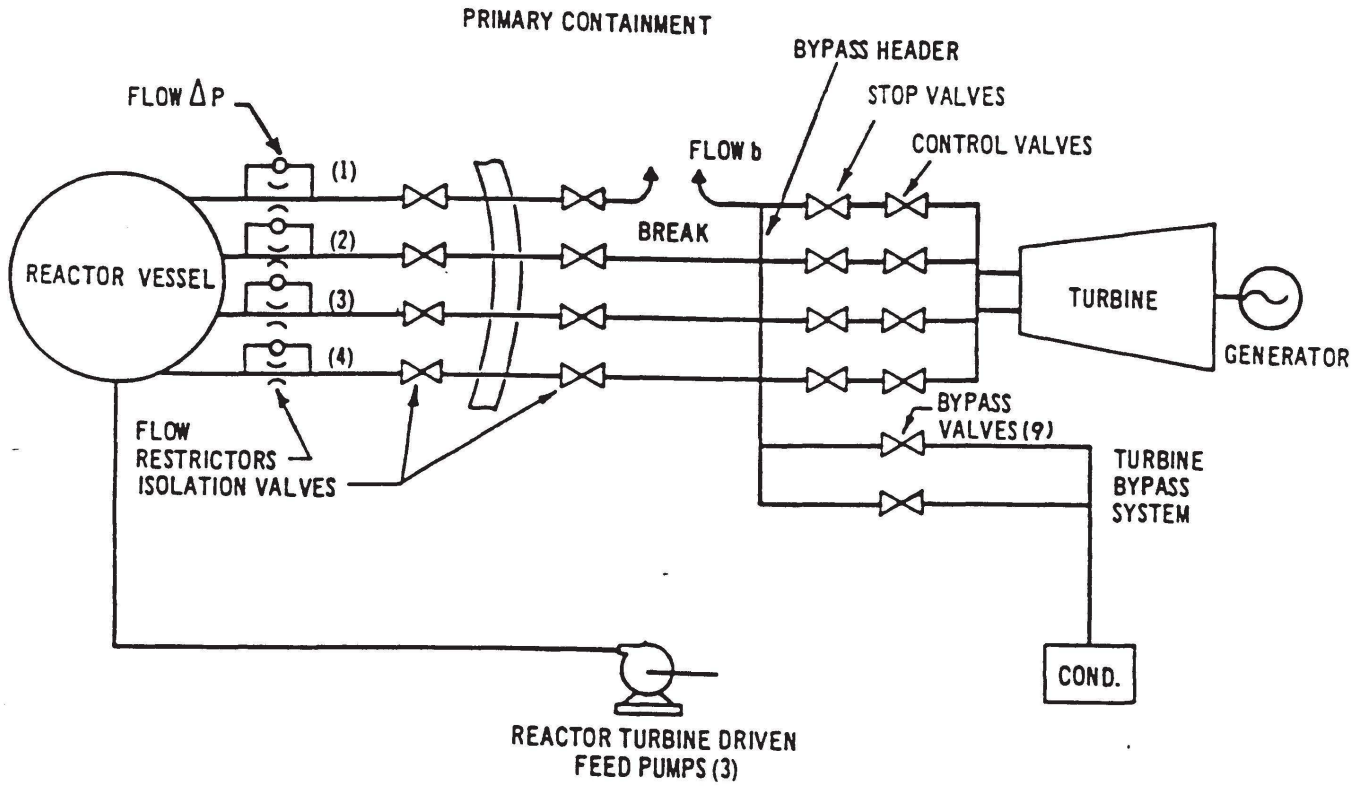 PRIMARY CONTAINMENT
BYPASS HEADER
FLOW ΔP
STOP VALVES
CONTROL VALVES
FLOW b
(1)
BREAK
(2)
REACTOR VESSEL
(3)
TURBINE
(4)
GENERATOR
BYPASS
VALVES (9)
FLOW
RESTRICTORS
ISOLATION VALVES
TURBINE
BYPASS
SYSTEM
COND.
REACTOR TURBINE DRIVEN
FEED PUMPS (3)